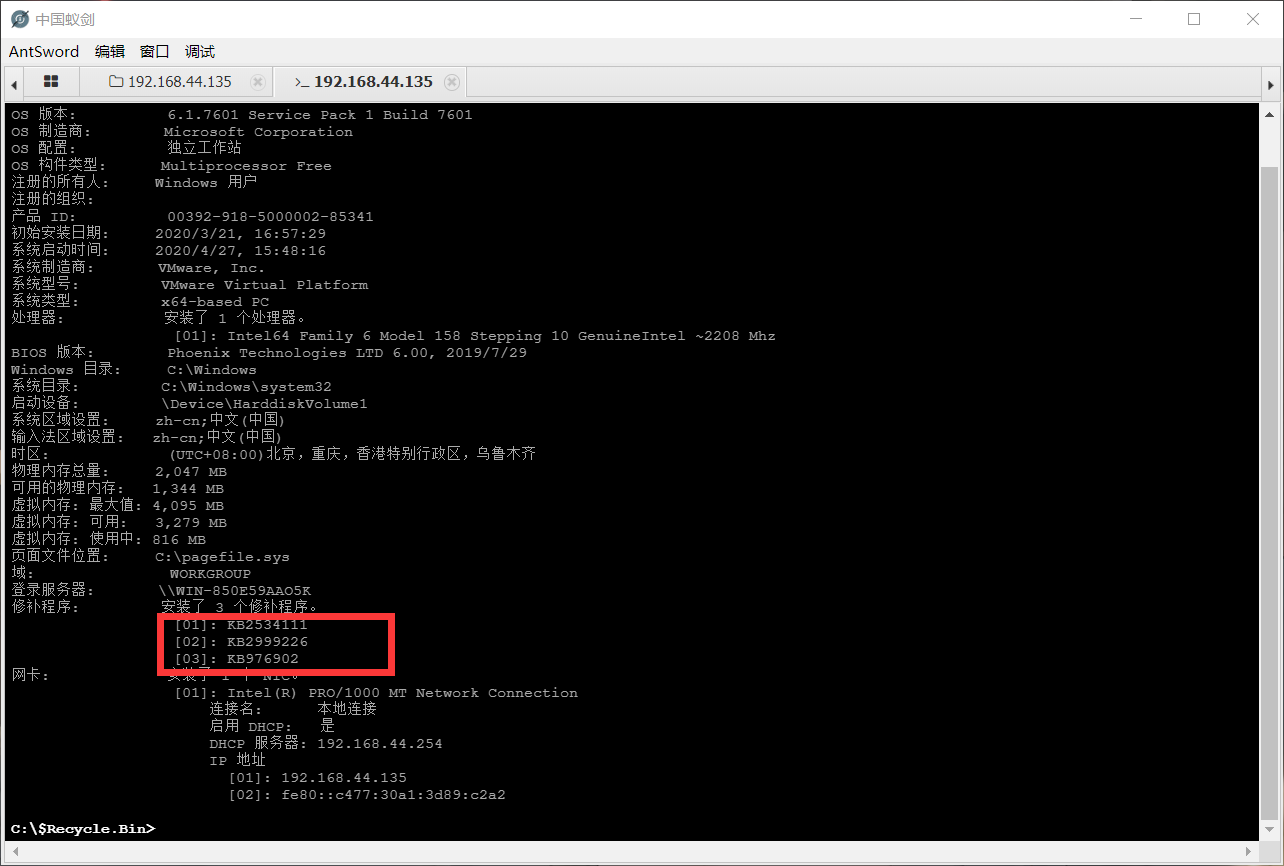 中国蚁剑
AntSword 编辑 窗口 调试
192.168.44.135 >_ 192.168.44.135
OS 版本: 6.1.7601 Service Pack 1 Build 7601
OS 制造商: Microsoft Corporation
OS 配置: 独立工作站
OS 构件类型: Multiprocessor Free
注册的所有人: Windows 用户
注册的组织:
产品 ID: 00392-918-5000002-85341
初始安装日期: 2020/3/21, 16:57:29
系统启动时间: 2020/4/27, 15:48:16
系统制造商: VMware, Inc.
系统型号: VMware Virtual Platform
系统类型: x64-based PC
处理器: 安装了 1 个处理器。
[01]: Intel64 Family 6 Model 158 Stepping 10 GenuineIntel ~2208 Mhz
BIOS 版本: Phoenix Technologies LTD 6.00, 2019/7/29
Windows 目录: C:\Windows
系统目录: C:\Windows\system32
启动设备: \Device\HarddiskVolume1
系统区域设置: zh-cn;中文(中国)
输入法区域设置: zh-cn;中文(中国)
时区: (UTC+08:00)北京，重庆，香港特别行政区，乌鲁木齐
物理内存总量: 2,047 MB
可用的物理内存: 1,344 MB
虚拟内存: 最大值: 4,095 MB
虚拟内存: 可用: 3,279 MB
虚拟内存: 使用中: 816 MB
页面文件位置: C:\pagefile.sys
域: WORKGROUP
登录服务器: \\WIN-850E59AAO5K
修补程序: 安装了 3 个修补程序。
[01]: KB2534111
[02]: KB2999226
[03]: KB976902
网卡: 安装了 1 个 NIC。
[01]: Intel(R) PRO/1000 MT Network Connection
连接名: 本地连接
启用 DHCP: 是
DHCP 服务器: 192.168.44.254
IP 地址
[01]: 192.168.44.135
[02]: fe80::c477:30a1:3d89:c2a2
C:\$Recycle.Bin>